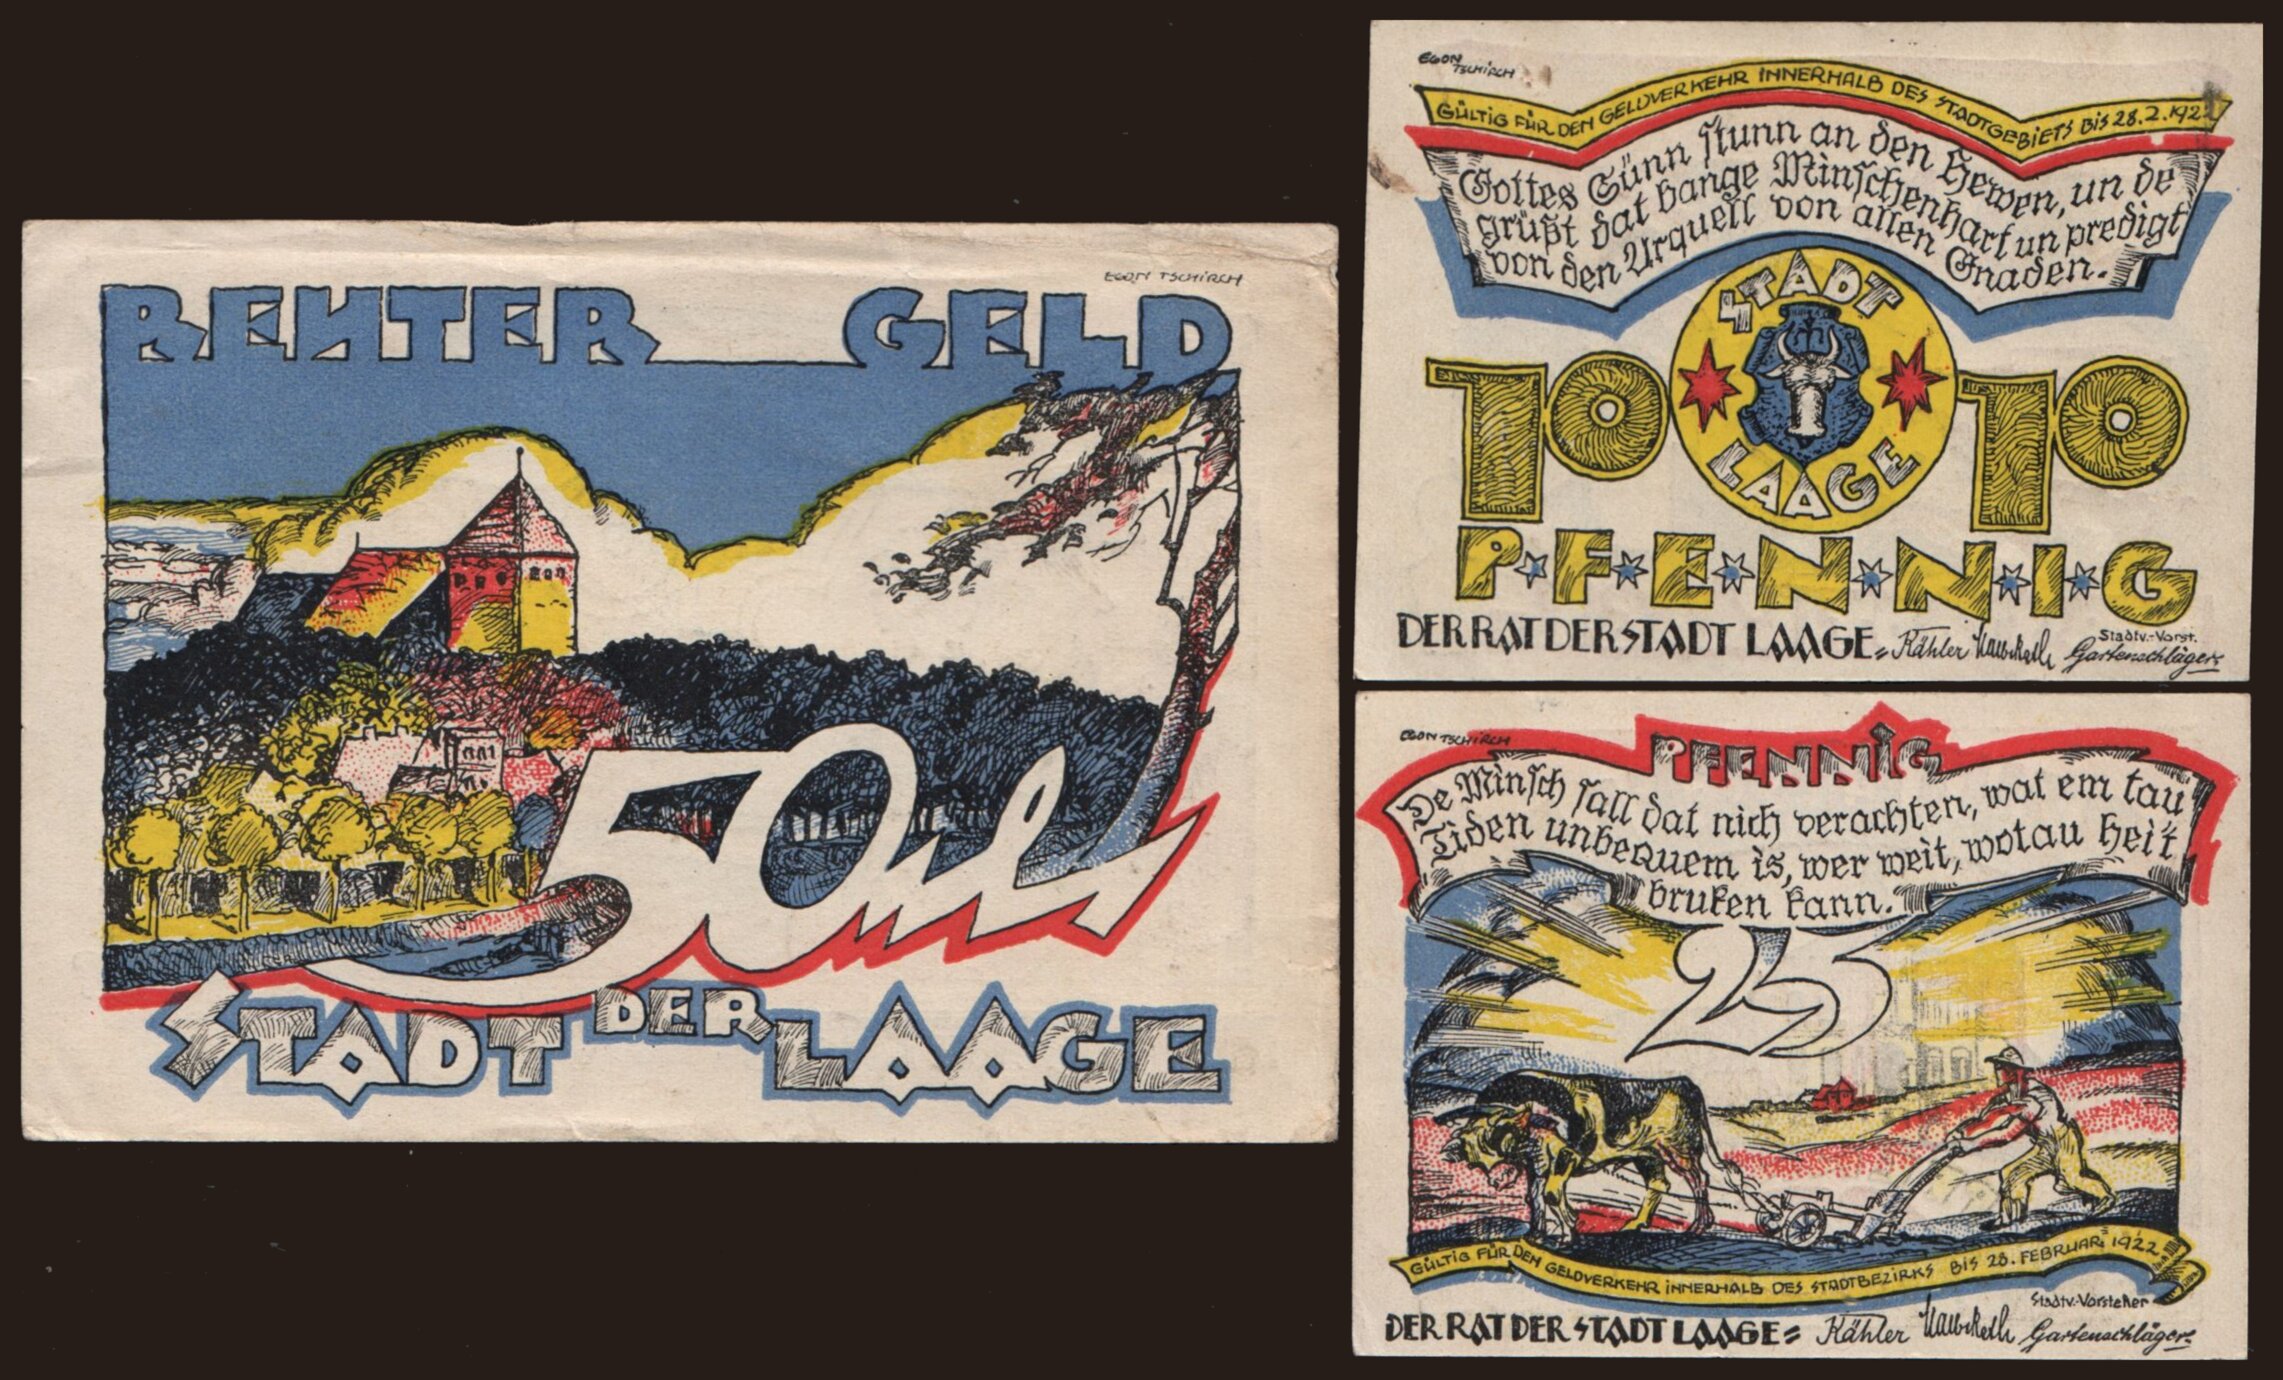 EGON TSCHIRCH
REUTER GELD
50
STADT DER LAAGE
EGON
TSCHIRCH
GÜLTIG FÜR DEN GELDVERKEHR INNERHALB DES STADTGEBIETS BIS 28.2.192
Gottes Sünn stunn an den Hewen, un de
grüßt dat bange Minschenhart un predigt
von den Urquell von allen Gnaden.
STADT
10 10
LAAGE
P*F*E*N*N*I*G
DER RAT DER STADT LAAGE= Kähler
Stadtv.-Vorst.
Gartenschläger
EGON TSCHIRCH
PFENNIG
De Minsch sall dat nich verachten, wat em tau
Tiden unbequem is, wer weit, wotau hei't
bruken kann.
25
GÜLTIG FÜR DEN GELDVERKEHR INNERHALB DES STADTBEZIRKS BIS 28. FEBRUAR 1922
Stadtv.-Vorsteher
DER RAT DER STADT LAAGE= Kähler Gartenschläger